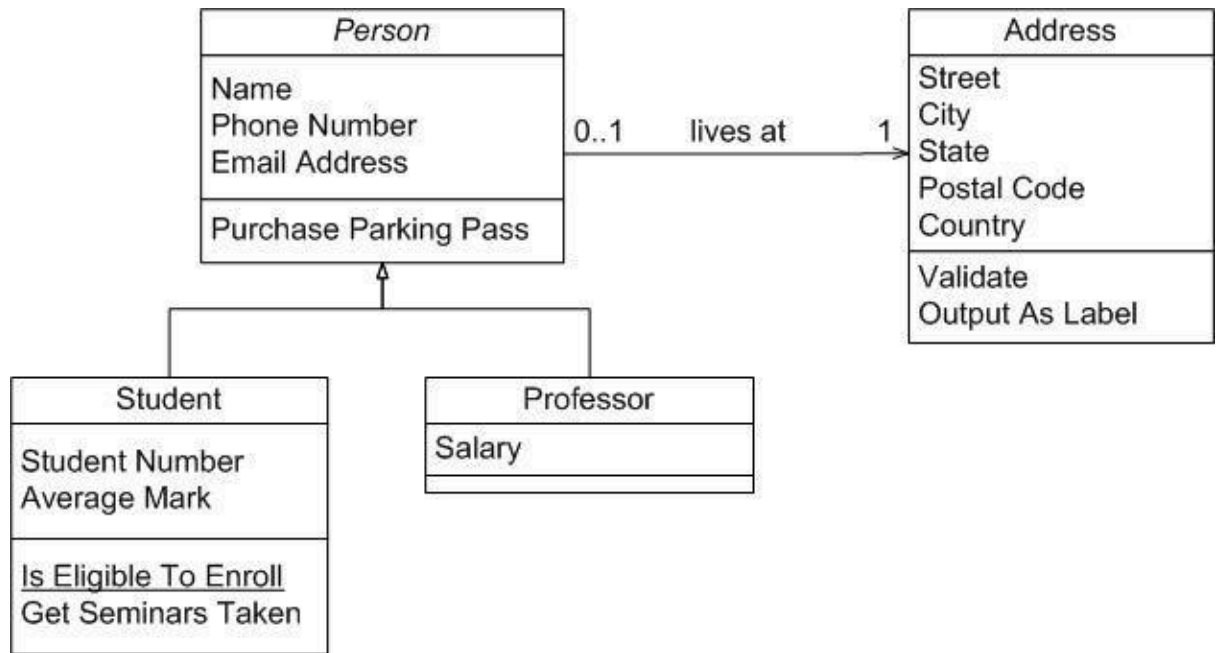 Person
Name
Phone Number
Email Address
Purchase Parking Pass
0..1 lives at 1
Address
Street
City
State
Postal Code
Country
Validate
Output As Label
Student
Student Number
Average Mark
Is Eligible To Enroll
Get Seminars Taken
Professor
Salary